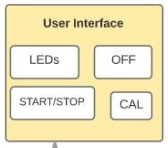 User Interface
LEDs
OFF
START/STOP
CAL